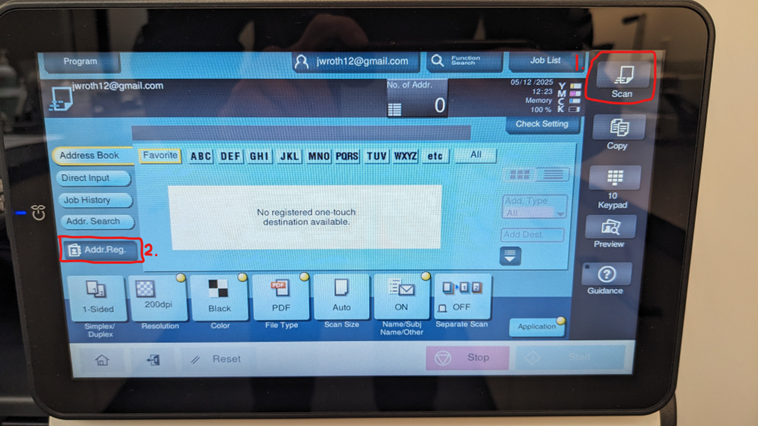 Program
jwroth12@gmail.com
Function
Search
Job List
1
jwroth12@gmail.com
No. of Addr.
0
05/12 /2025
12:23
Memory
100 %
Y
M
C
K
Scan
Check Setting
Copy
Address Book
Favorite ABC DEF GHI JKL MNO PQRS TUV WXYZ etc All
Direct Input
Job History
Addr. Search
Addr.Reg.
2.
No registered one-touch
destination available.
Add. Type
All
Add Dest.
10
Keypad
Preview
Guidance
1-Sided
Simplex/
Duplex
200dpi
Resolution
Black
Color
PDF
PDF
File Type
Auto
Scan Size
ON
Name/Subj
Name/Other
OFF
Separate Scan
Application
Reset
Stop
Start